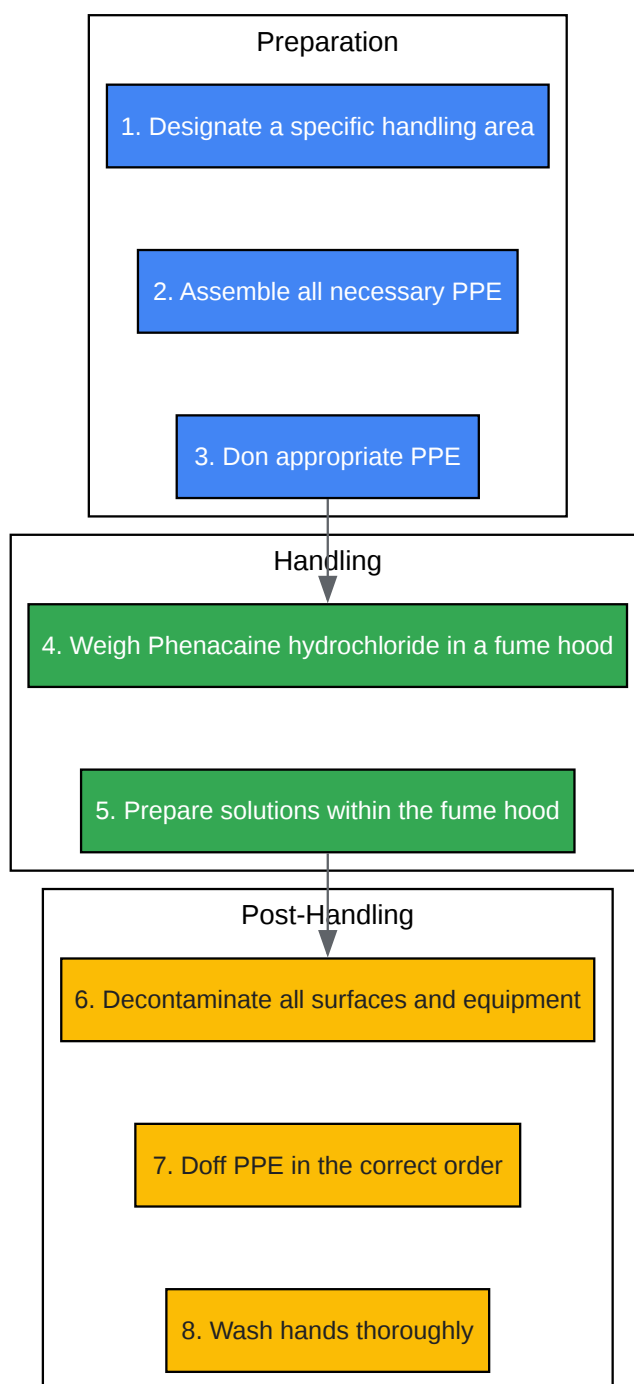 Preparation
1. Designate a specific handling area
2. Assemble all necessary PPE
3. Don appropriate PPE
Handling
4. Weigh Phenacaine hydrochloride in a fume hood
5. Prepare solutions within the fume hood
Post-Handling
6. Decontaminate all surfaces and equipment
7. Doff PPE in the correct order
8. Wash hands thoroughly